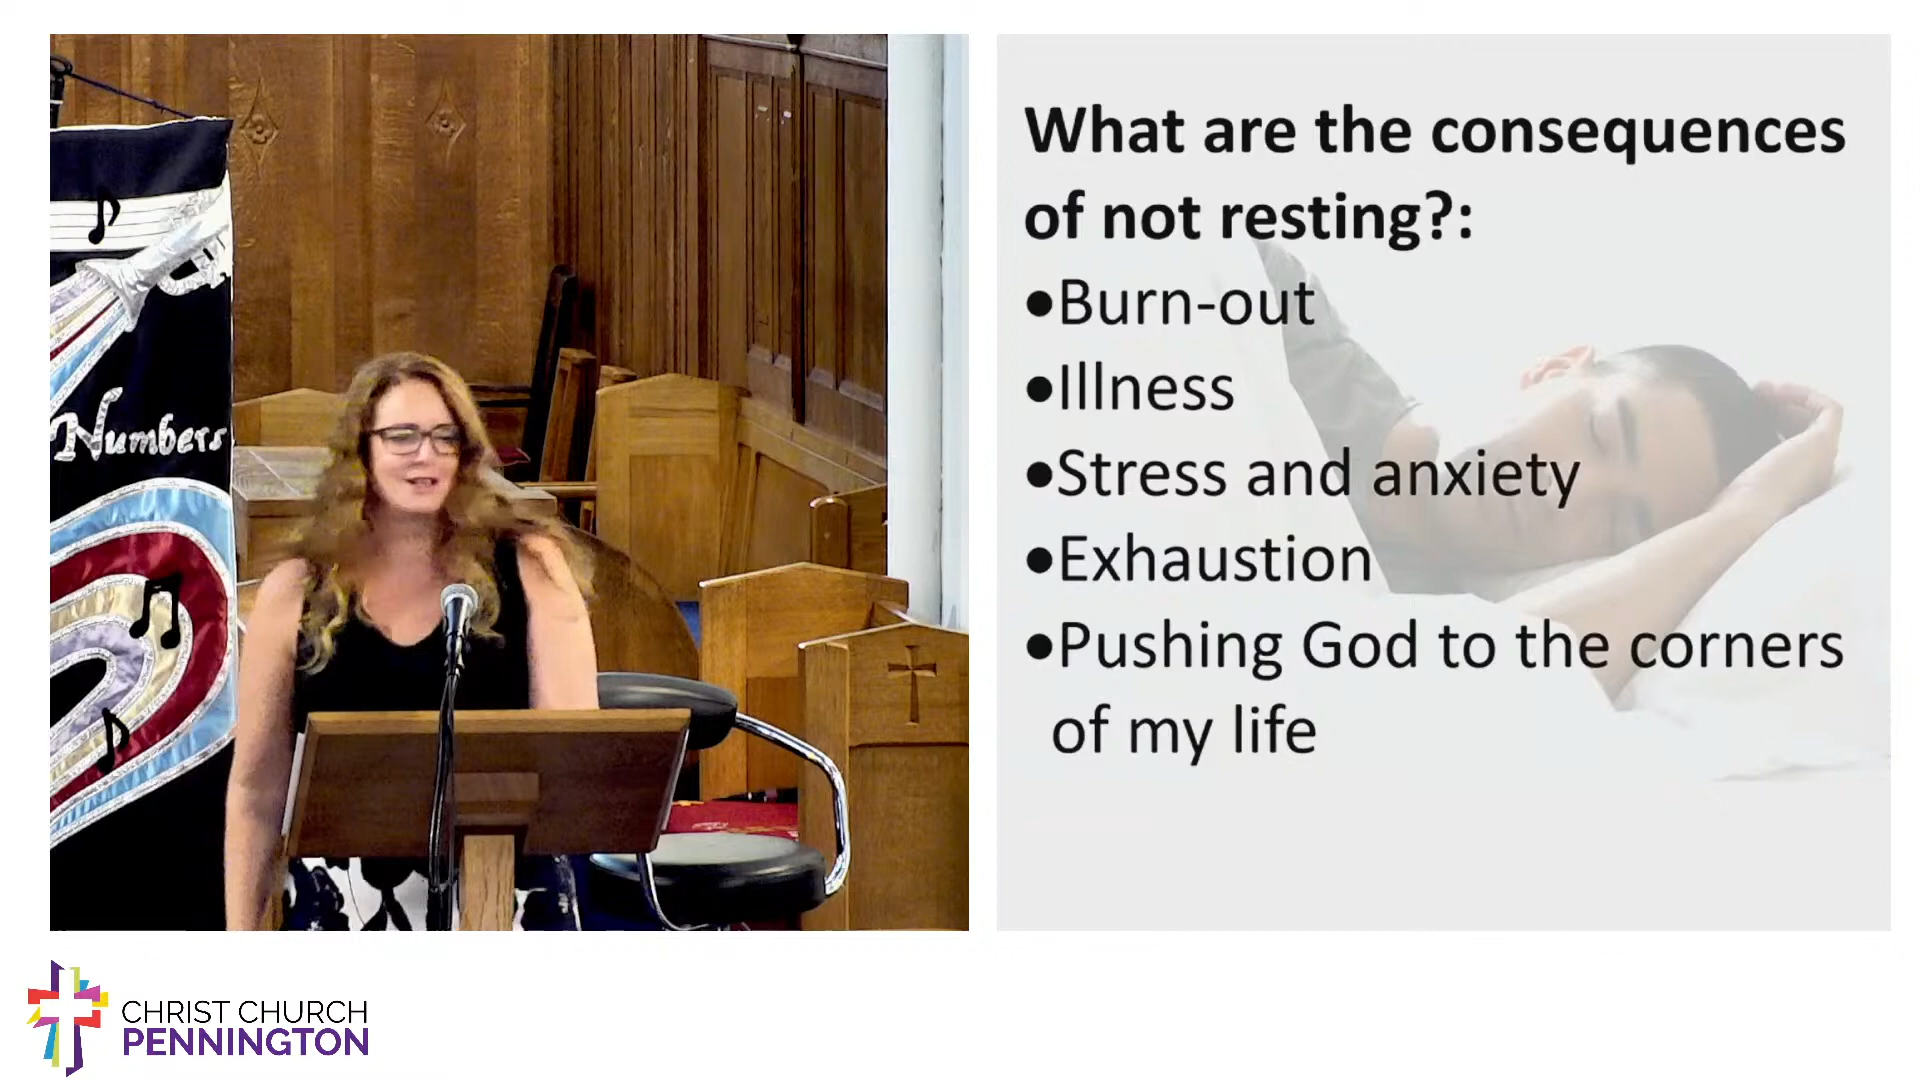 Numbers
What are the consequences
of not resting?:
•Burn-out
•Illness
•Stress and anxiety
•Exhaustion
•Pushing God to the corners
of my life
CHRIST CHURCH
PENNINGTON